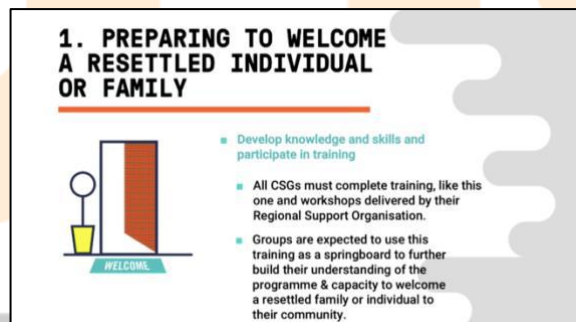 1. PREPARING TO WELCOME
A RESETTLED INDIVIDUAL
OR FAMILY
Develop knowledge and skills and
participate in training
All CSGs must complete training, like this
one and workshops delivered by their
Regional Support Organisation.
Groups are expected to use this
training as a springboard to further
build their understanding of the
programme & capacity to welcome
a resettled family or individual to
their community.
WELCOME